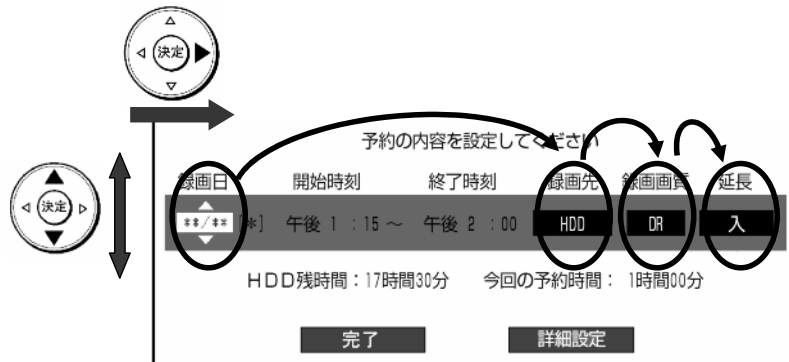 決定
予約の内容を設定してください
録画日 開始時刻 終了時刻 録画先 録画画質 延長
決定
**/** [*] 午後 1 :15～ 午後 2 :00 HDD DR 入
HDD残時間：17時間30分 今回の予約時間： 1時間00分
完了 詳細設定